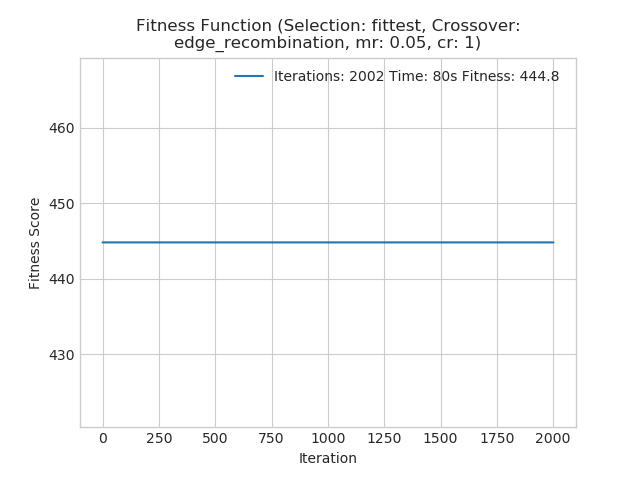 Fitness Function (Selection: fittest, Crossover:
edge_recombination, mr: 0.05, cr: 1)
Iterations: 2002 Time: 80s Fitness: 444.8
Fitness Score
460
450
440
430
0 250 500 750 1000 1250 1500 1750 2000
Iteration